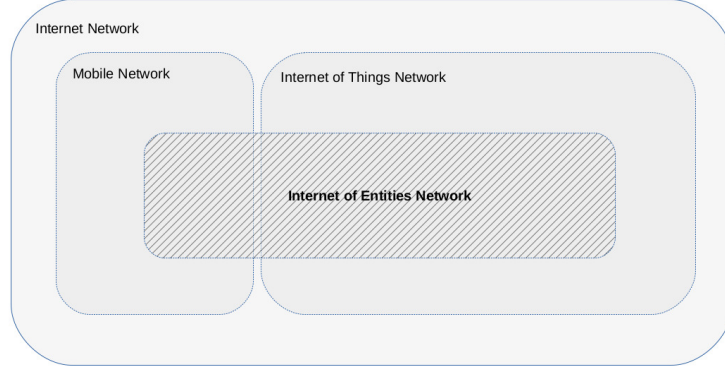 Internet Network
Mobile Network
Internet of Things Network
Internet of Entities Network